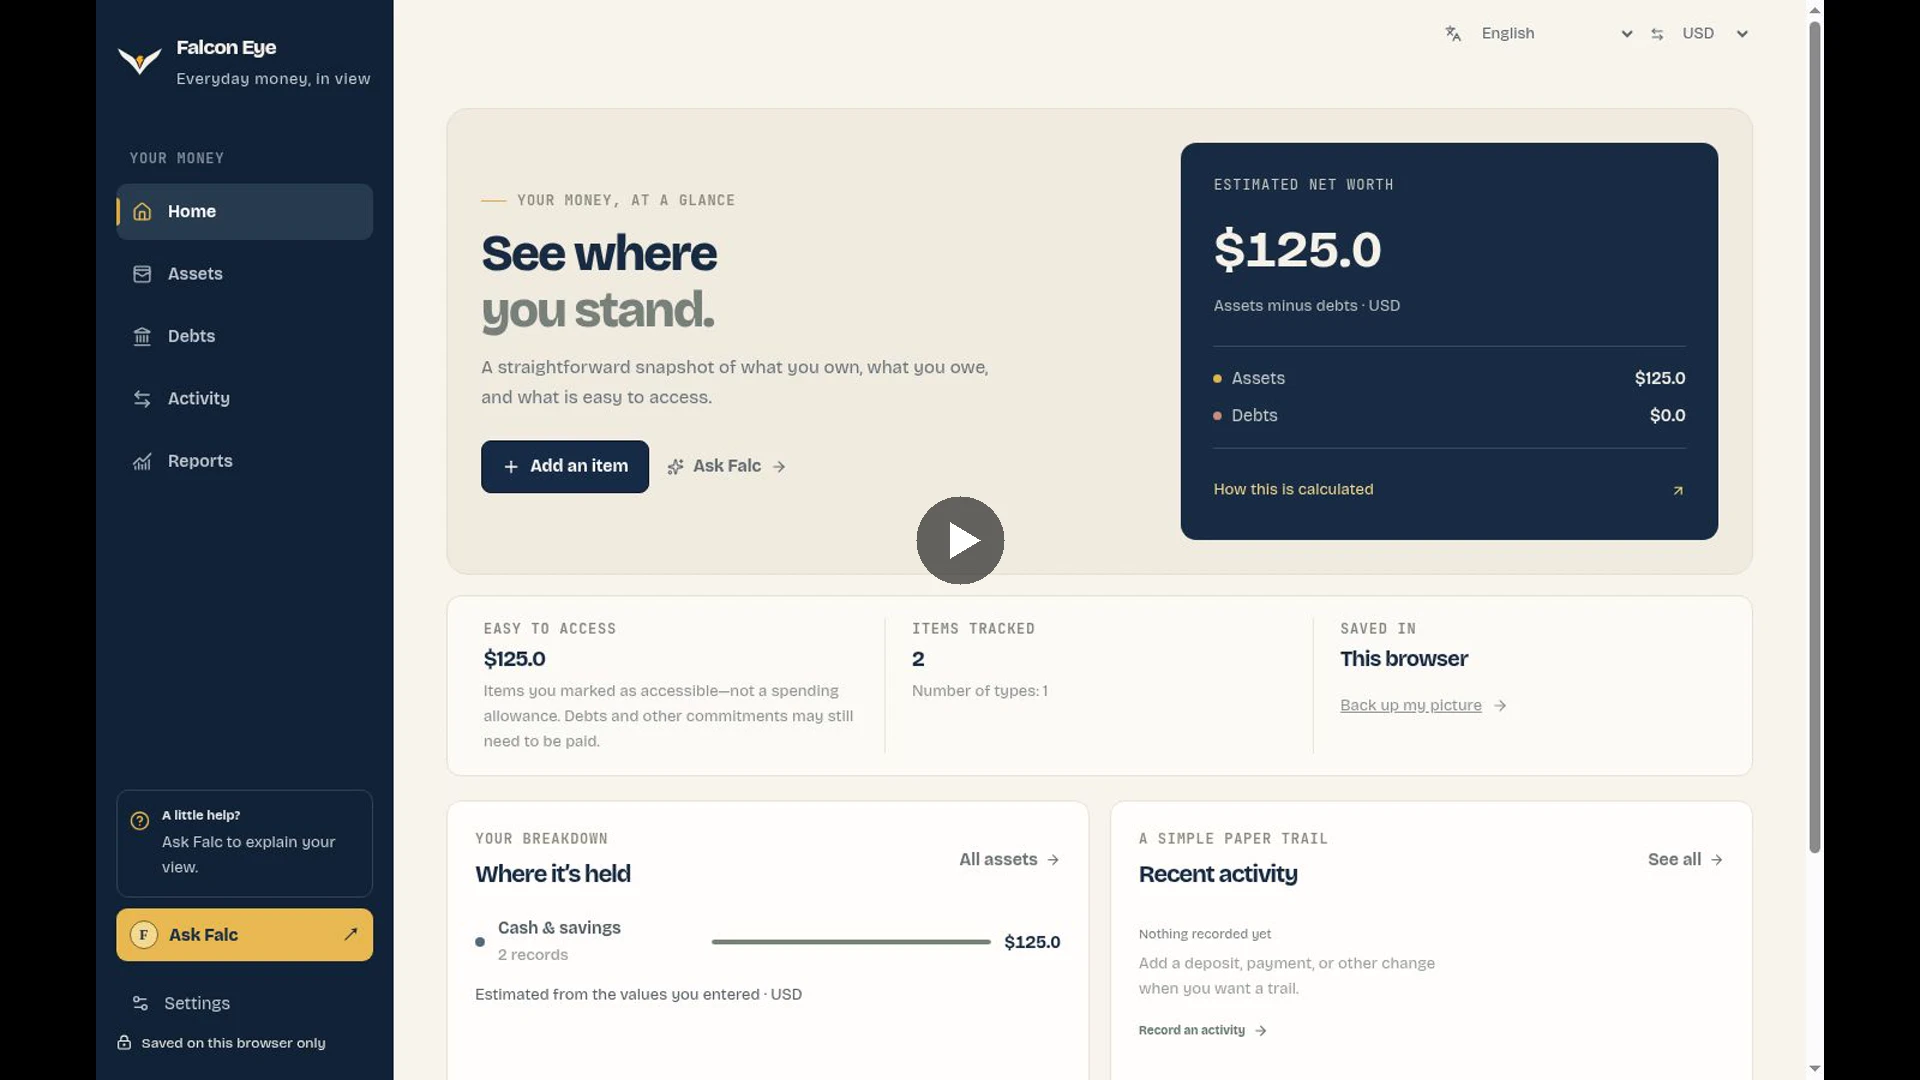 Falcon Eye
Everyday money, in view
YOUR MONEY
Home
Assets
Debts
Activity
Reports
A little help?
Ask Falc to explain your
view.
F
Ask Falc
Settings
Saved on this browser only
English
USD
YOUR MONEY, AT A GLANCE
See where
you stand.
A straightforward snapshot of what you own, what you owe,
and what is easy to access.
Add an item
Ask Falc
ESTIMATED NET WORTH
$125.0
Assets minus debts · USD
Assets $125.0
Debts $0.0
How this is calculated
EASY TO ACCESS
$125.0
Items you marked as accessible—not a spending
allowance. Debts and other commitments may still
need to be paid.
ITEMS TRACKED
2
Number of types: 1
SAVED IN
This browser
Back up my picture
YOUR BREAKDOWN
Where it's held
All assets
Cash & savings
2 records
$125.0
Estimated from the values you entered · USD
A SIMPLE PAPER TRAIL
Recent activity
See all
Nothing recorded yet
Add a deposit, payment, or other change
when you want a trail.
Record an activity